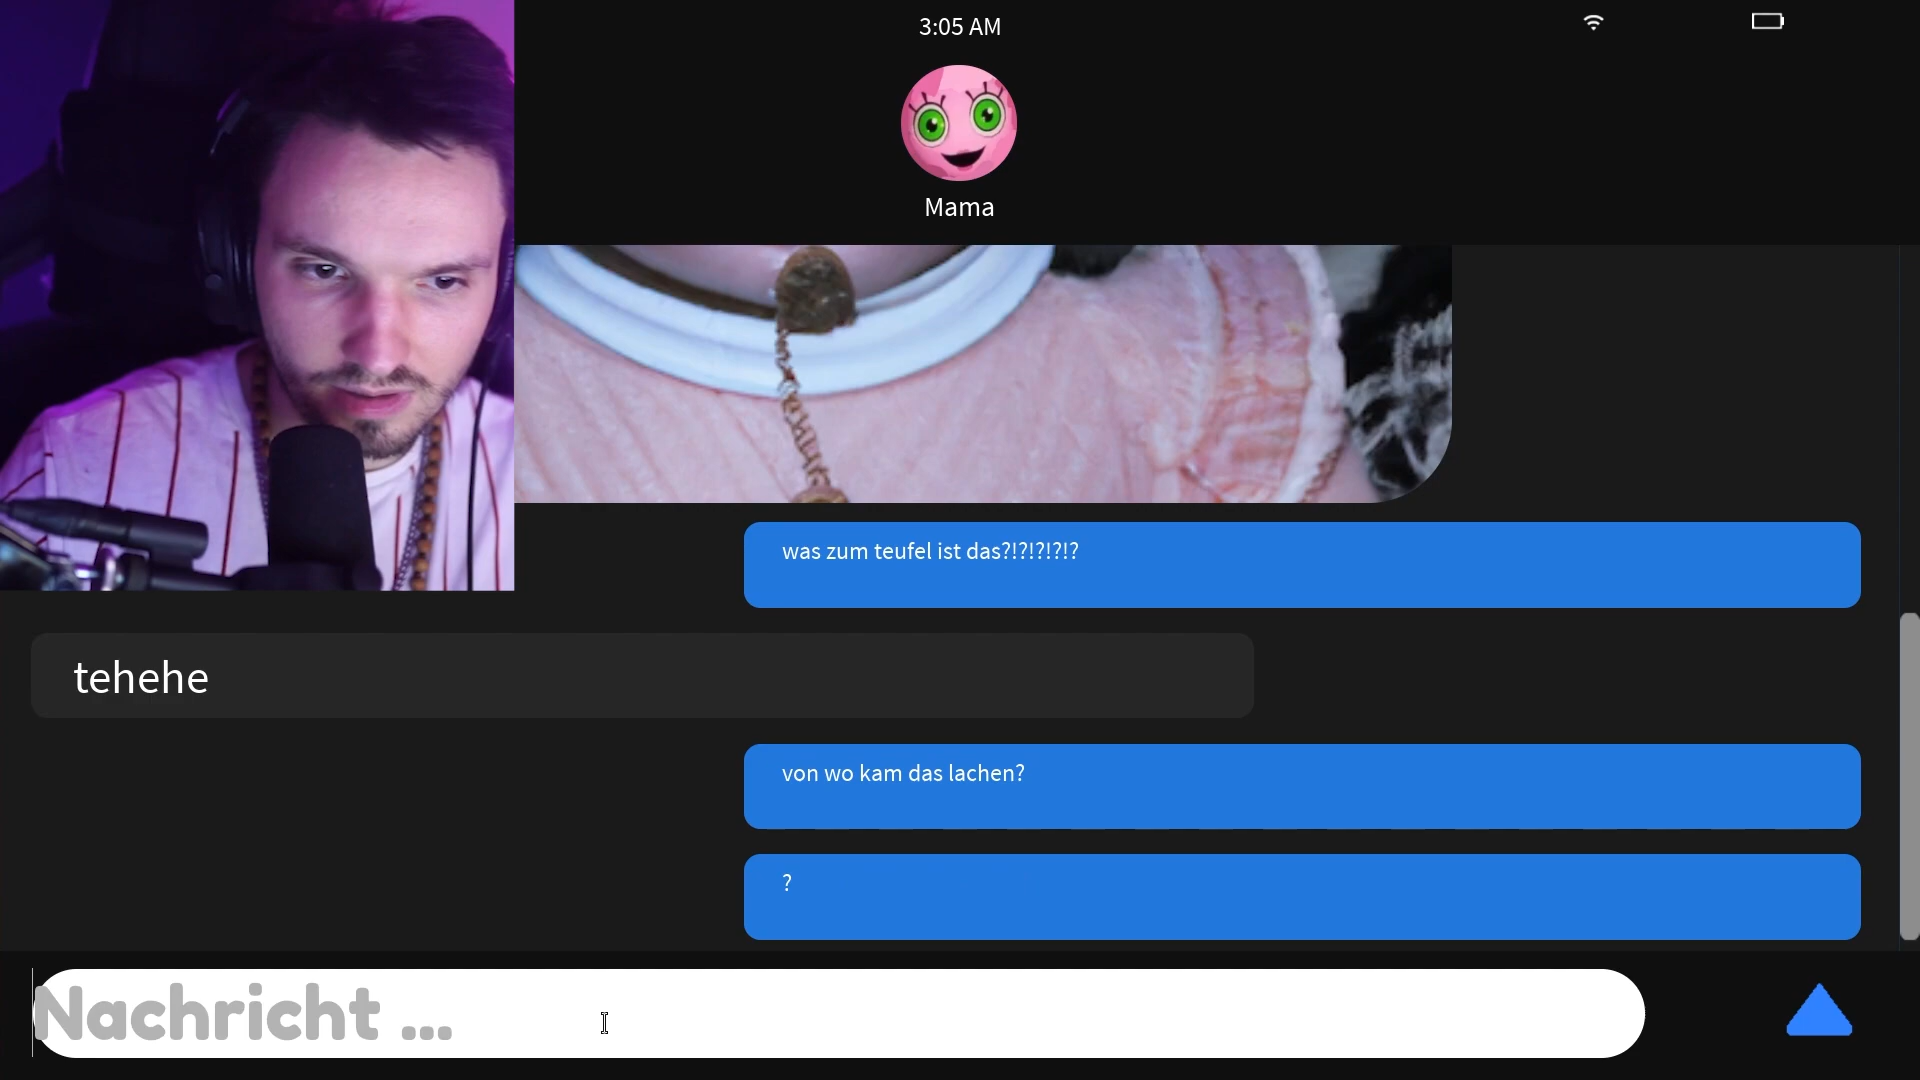 3:05 AM
Mama
was zum teufel ist das?!?!?!?!?
tehehe
von wo kam das lachen?
?
Nachricht ...